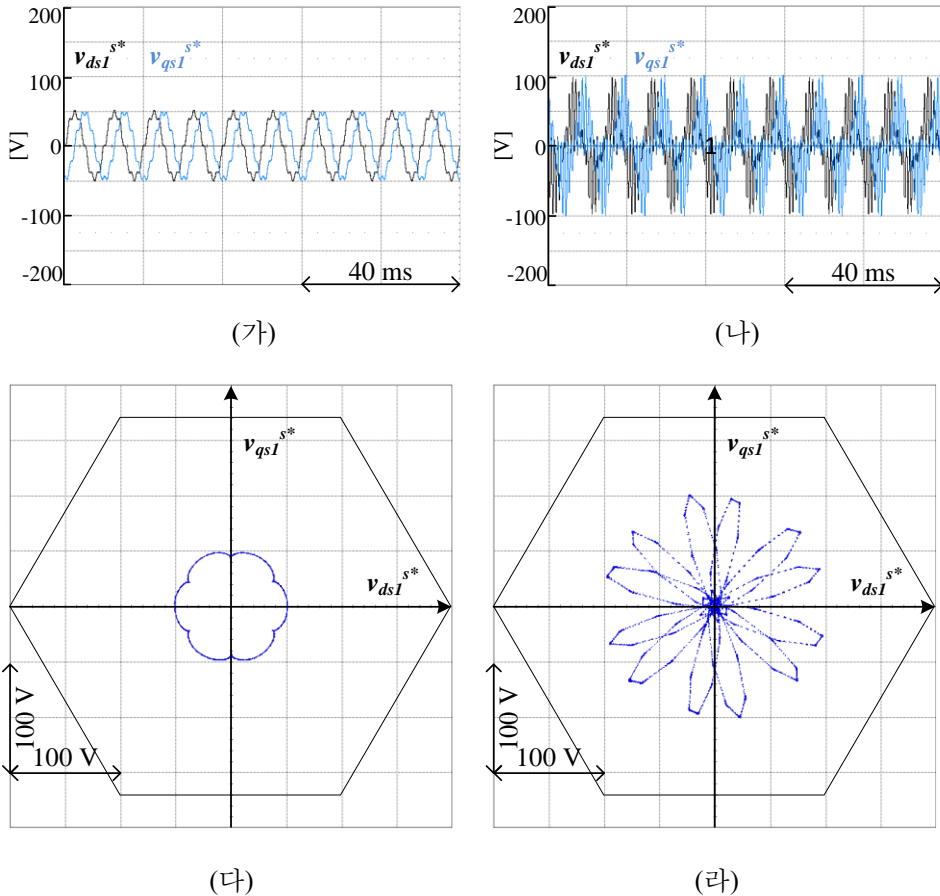 200
v_ds1^s* v_qs1^s*
100
[V]
0
-100
40 ms
-200
(가)
200
v_ds1^s* v_qs1^s*
100
[V]
0
1
-100
40 ms
-200
(나)
v_qs1^s*
v_ds1^s*
100 V
100 V
(다)
v_qs1^s*
v_ds1^s*
100 V
100 V
(라)